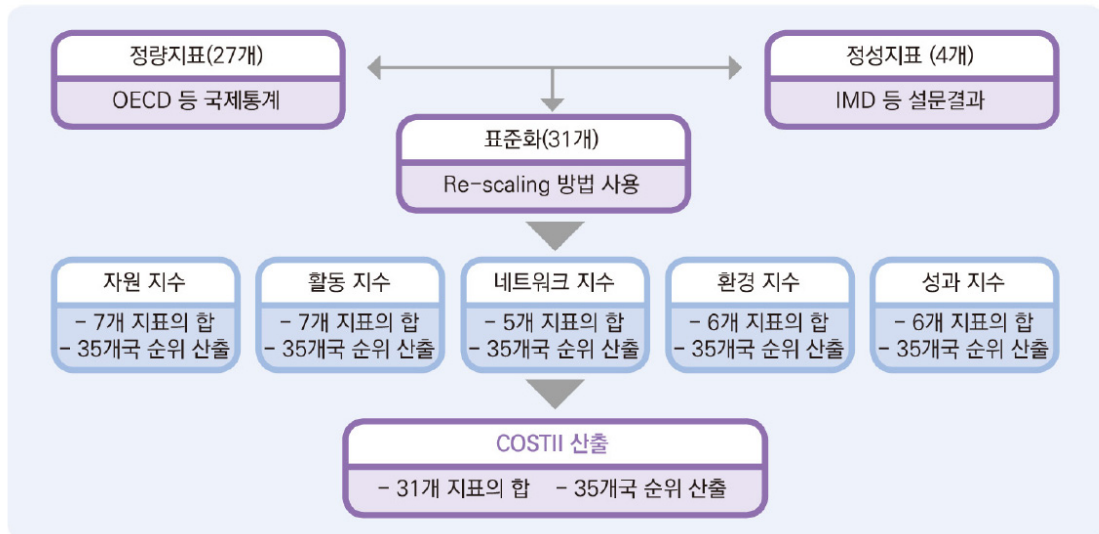 정량지표(27개)
OECD 등 국제통계
정성지표 (4개)
IMD 등 설문결과
표준화(31개)
Re-scaling 방법 사용
자원 지수
- 7개 지표의 합
- 35개국 순위 산출
활동 지수
- 7개 지표의 합
- 35개국 순위 산출
네트워크 지수
- 5개 지표의 합
- 35개국 순위 산출
환경 지수
- 6개 지표의 합
- 35개국 순위 산출
성과 지수
- 6개 지표의 합
- 35개국 순위 산출
COSTII 산출
- 31개 지표의 합 - 35개국 순위 산출